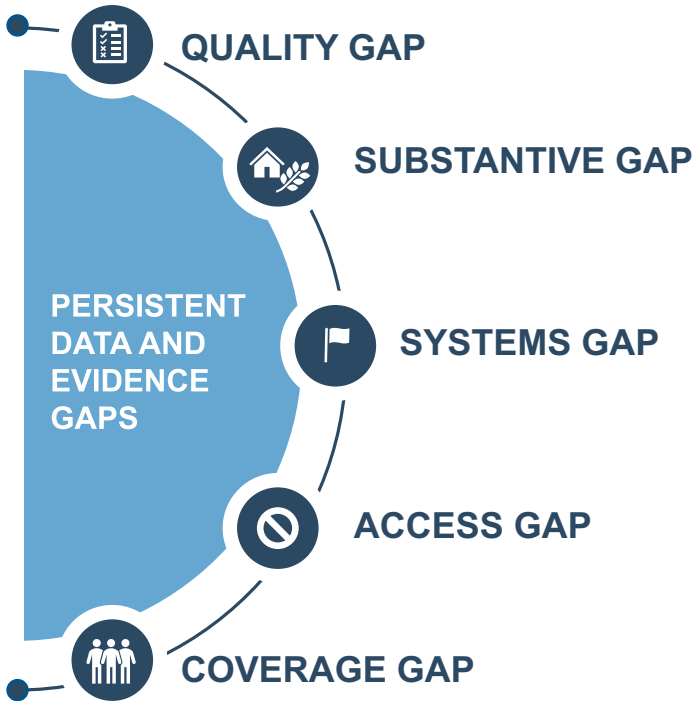 QUALITY GAP
SUBSTANTIVE GAP
PERSISTENT
DATA AND
EVIDENCE
GAPS
SYSTEMS GAP
ACCESS GAP
COVERAGE GAP